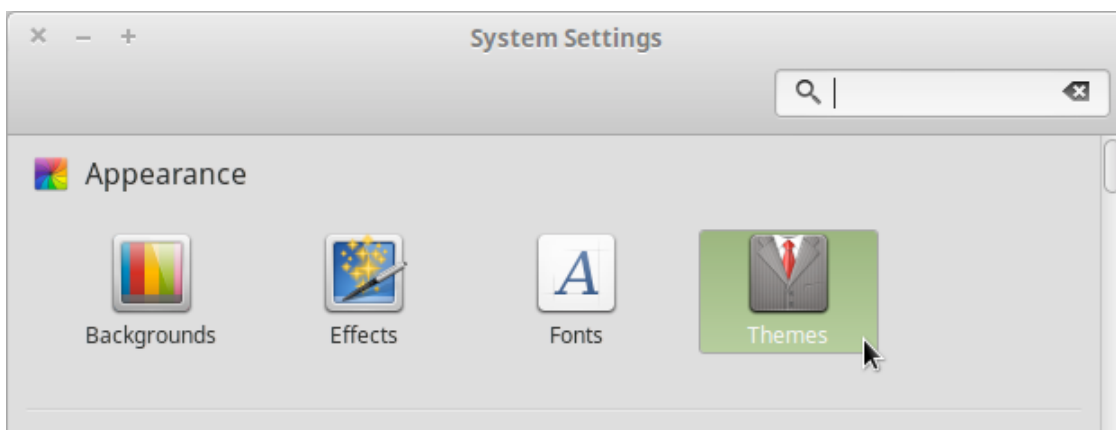 System Settings
Appearance
Backgrounds
Effects
Fonts
Themes